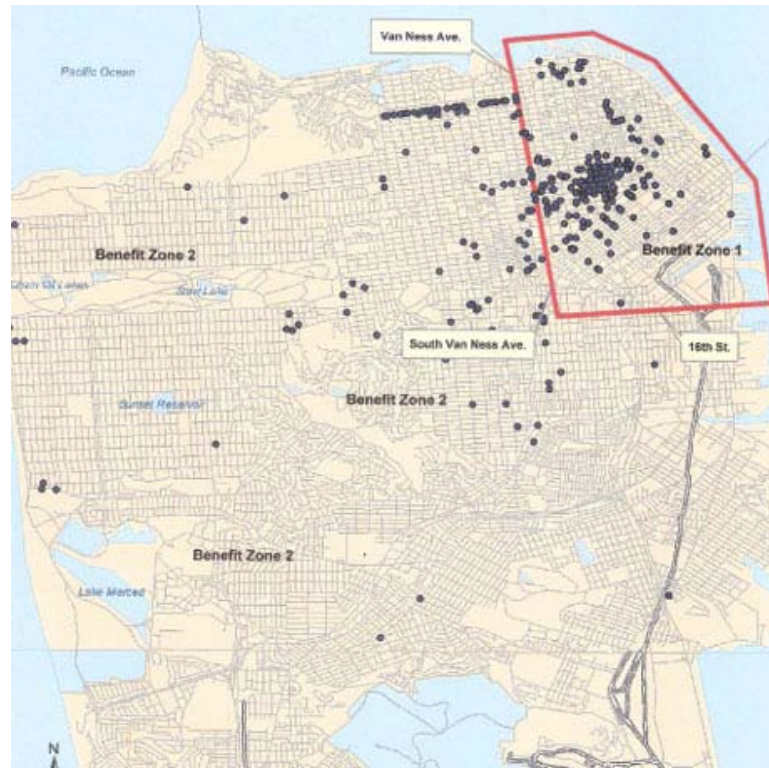 Van Ness Ave.
Pacific Ocean
Benefit Zone 1
Benefit Zone 2
Stow Lake
South Van Ness Ave.
16th St.
Benefit Zone 2
Sunset Reservoir
Benefit Zone 2
Lake Merced
N